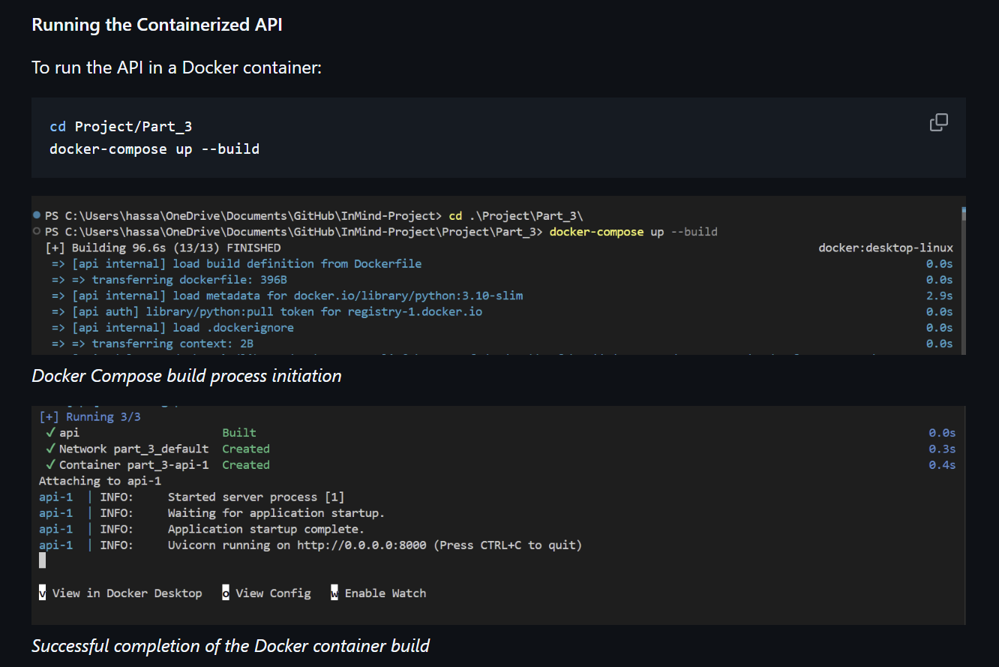 Running the Containerized API
To run the API in a Docker container:
cd Project/Part_3
docker-compose up --build
PS C:\Users\hassa\OneDrive\Documents\GitHub\InMind-Project> cd .\Project\Part_3\
PS C:\Users\hassa\OneDrive\Documents\GitHub\InMind-Project\Project\Part_3> docker-compose up --build
[+] Building 96.6s (13/13) FINISHED docker:desktop-linux
=> [api internal] load build definition from Dockerfile 0.0s
=> => transferring dockerfile: 396B 0.0s
=> [api internal] load metadata for docker.io/library/python:3.10-slim 2.9s
=> [api auth] library/python:pull token for registry-1.docker.io 0.0s
=> [api internal] load .dockerignore 0.0s
=> => transferring context: 2B 0.0s
Docker Compose build process initiation
[+] Running 3/3
✓ api Built 0.0s
✓ Network part_3_default Created 0.3s
✓ Container part_3-api-1 Created 0.4s
Attaching to api-1
api-1 | INFO: Started server process [1]
api-1 | INFO: Waiting for application startup.
api-1 | INFO: Application startup complete.
api-1 | INFO: Uvicorn running on http://0.0.0.0:8000 (Press CTRL+C to quit)
v View in Docker Desktop o View Config w Enable Watch
Successful completion of the Docker container build